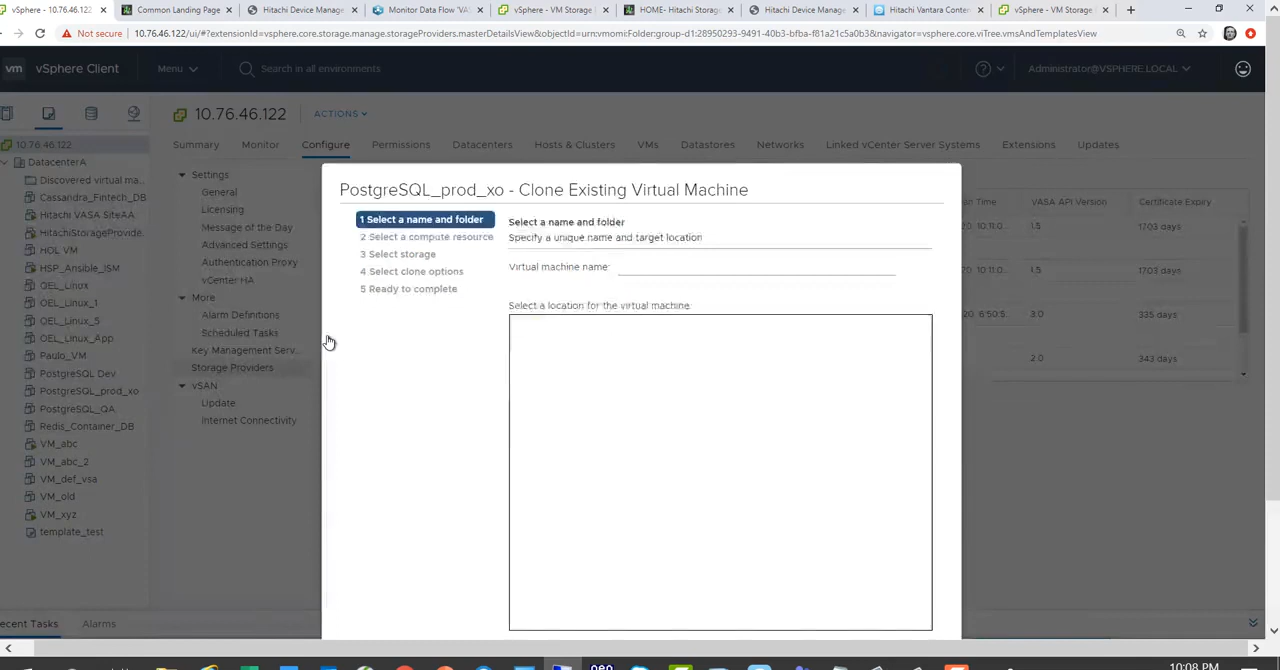 vSphere - 10.76.46.122
Common Landing Page
Hitachi Device Manage
Monitor Data Flow 'VA
vSphere - VM Storage
HOME- Hitachi Storag
Hitachi Device Manage
Hitachi Vantara Conte
vSphere - VM Storage
Not secure
10.76.46.122/ui/#?extensionId=vsphere.core.storage.manage.storageProviders.masterDetailsView&objectId=urn:vmomi:Folder:group-d1:28950293-9491-40b3-bfba-f81a21c5a0b3&navigator=vsphere.core.viTree.vmsAndTemplatesView
vm vSphere Client
Menu
Search in all environments
Administrator@VSPHERE.LOCAL
10.76.46.122
ACTIONS
Summary Monitor Configure Permissions Datacenters Hosts & Clusters VMs Datastores Networks Linked vCenter Server Systems Extensions Updates
10.76.46.122
DatacenterA
Discovered virtual ma...
Cassandra_Fintech_DB
Hitachi VASA SiteAA
HitachiStorageProvide...
HOL VM
HSP_Ansible_ISM
OEL_Linux
OEL_Linux_1
OEL_Linux_5
OEL_Linux_App
Paulo_VM
PostgreSQL Dev
PostgreSQL_prod_xo
PostgreSQL_QA
Redis_Container_DB
VM_abc
VM_abc_2
VM_def_vsa
VM_old
VM_xyz
template_test
Settings
General
Licensing
Message of the Day
Advanced Settings
Authentication Proxy
vCenter HA
More
Alarm Definitions
Scheduled Tasks
Key Management Serv...
Storage Providers
vSAN
Update
Internet Connectivity
PostgreSQL_prod_xo - Clone Existing Virtual Machine
1 Select a name and folder
2 Select a compute resource
3 Select storage
4 Select clone options
5 Ready to complete
Select a name and folder
Specify a unique name and target location
Virtual machine name:
Select a location for the virtual machine.
Time VASA API Version Certificate Expiry
1.5 1703 days
1.5 1703 days
3.0 335 days
2.0 343 days
Recent Tasks Alarms
10:08 PM